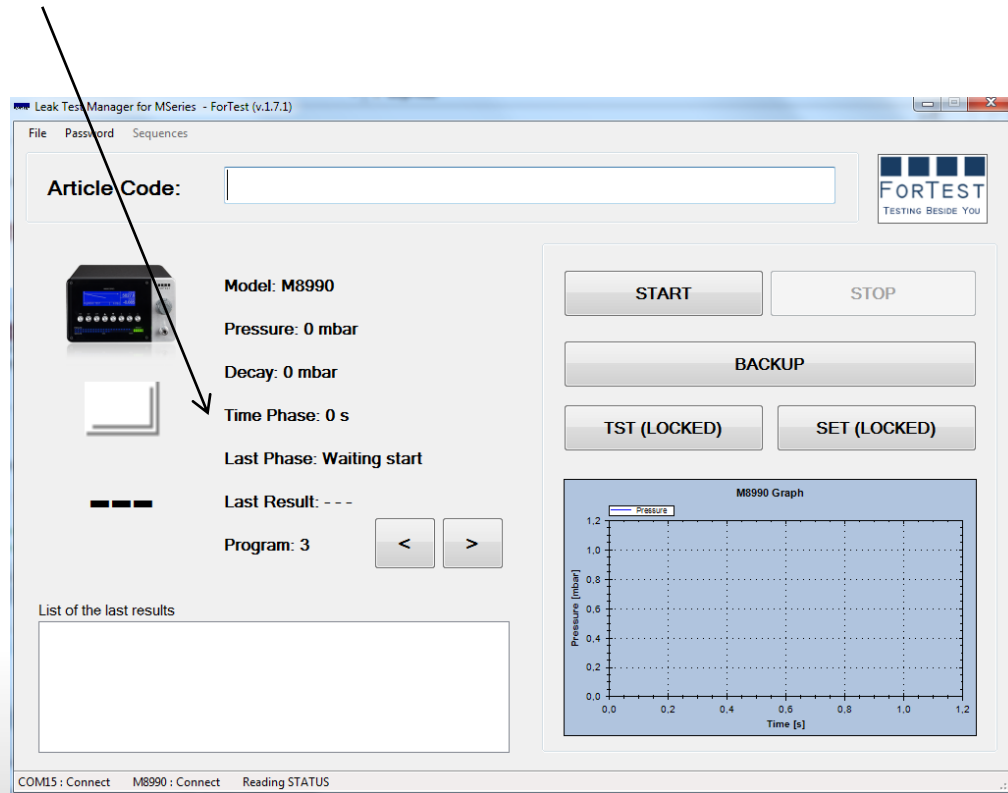 Leak Test Manager for MSeries - ForTest (v.1.7.1)
File Password Sequences
Article Code:
FORTEST
TESTING BESIDE YOU
Model: M8990
Pressure: 0 mbar
Decay: 0 mbar
Time Phase: 0 s
Last Phase: Waiting start
Last Result: - - -
Program: 3
< >
START STOP
BACKUP
TST (LOCKED) SET (LOCKED)
M8990 Graph
Pressure
1,2
1,0
0,8
0,6
0,4
0,2
0,0
Pressure [mbar]
0,0 0,2 0,4 0,6 0,8 1,0 1,2
Time [s]
List of the last results
COM15 : Connect M8990 : Connect Reading STATUS